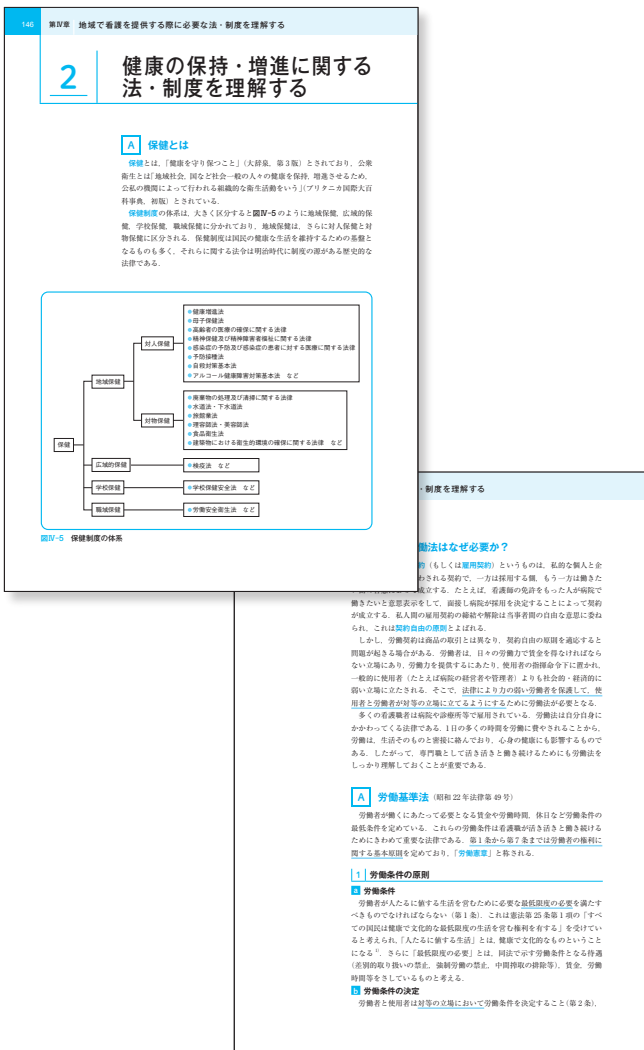 146 第Ⅳ章 地域で看護を提供する際に必要な法・制度を理解する
2
健康の保持・増進に関する
法・制度を理解する
A 保健とは
保健とは，「健康を守り保つこと」（大辞泉，第3版）とされており，公衆
衛生とは「地域社会，国など社会一般の人々の健康を保持，増進させるため，
公私の機関によって行われる組織的な衛生活動をいう」（ブリタニカ国際大百
科事典，初版）とされている．
保健制度の体系は，大きく区分すると図Ⅳ-5のように地域保健，広域的保
健，学校保健，職域保健に分かれており，地域保健は，さらに対人保健と対
物保健に区分される．保健制度は国民の健康な生活を維持するための基盤と
なるものも多く，それらに関する法令は明治時代に制度の源がある歴史的な
法律である．
保健
地域保健
対人保健
●健康増進法
●母子保健法
●高齢者の医療の確保に関する法律
●精神保健及び精神障害者福祉に関する法律
●感染症の予防及び感染症の患者に対する医療に関する法律
●予防接種法
●自殺対策基本法
●アルコール健康障害対策基本法 など
対物保健
●廃棄物の処理及び清掃に関する法律
●水道法・下水道法
●旅館業法
●理容師法・美容師法
●食品衛生法
●建築物における衛生的環境の確保に関する法律 など
広域的保健
●検疫法 など
学校保健
●学校保健安全法 など
職域保健
●労働安全衛生法 など
図Ⅳ-5 保健制度の体系
・制度を理解する
働法はなぜ必要か？
約（もしくは雇用契約）というものは，私的な個人と企
わされる契約で，一方は採用する側，もう一方は働きた
成立する．たとえば，看護師の免許をもった人が病院で
働きたいと意思表示をして，面接し病院が採用を決定することによって契約
が成立する．私人間の雇用契約の締結や解除は当事者間の自由な意思に委ね
られ，これは契約自由の原則とよばれる．
しかし，労働契約は商品の取引とは異なり，契約自由の原則を適応すると
問題が起きる場合がある．労働者は，日々の労働力で賃金を得なければなら
ない立場にあり，労働力を提供するにあたり，使用者の指揮命令下に置かれ，
一般的に使用者（たとえば病院の経営者や管理者）よりも社会的・経済的に
弱い立場に立たされる．そこで，法律により力の弱い労働者を保護して，使
用者と労働者が対等の立場に立てるようにするために労働法が必要となる．
多くの看護職者は病院や診療所等で雇用されている．労働法は自分自身に
かかわってくる法律である．1日の多くの時間を労働に費やされることから，
労働は，生活そのものと密接に絡んでおり，心身の健康にも影響するもので
ある．したがって，専門職として活き活きと働き続けるためにも労働法を
しっかり理解しておくことが重要である．
A 労働基準法（昭和22年法律第49号）
労働者が働くにあたって必要となる賃金や労働時間，休日など労働条件の
最低条件を定めている．これらの労働条件は看護職が活き活きと働き続ける
ためにきわめて重要な法律である．第1条から第7条までは労働者の権利に
関する基本原則を定めており，「労働憲章」と称される．
1 労働条件の原則
a 労働条件
労働者が人たるに値する生活を営むために必要な最低限度の必要を満たす
べきものでなければならない（第1条）．これは憲法第25条第1項の「すべ
ての国民は健康で文化的な最低限度の生活を営む権利を有する」を受けてい
ると考えられ，「人たるに値する生活」とは，健康で文化的なものということ
になる1)．さらに「最低限度の必要」とは，同法で示す労働条件となる待遇
（差別的取り扱いの禁止，強制労働の禁止，中間搾取の排除等），賃金，労働
時間等をさしているものと考える．
b 労働条件の決定
労働者と使用者は対等の立場において労働条件を決定すること（第2条），